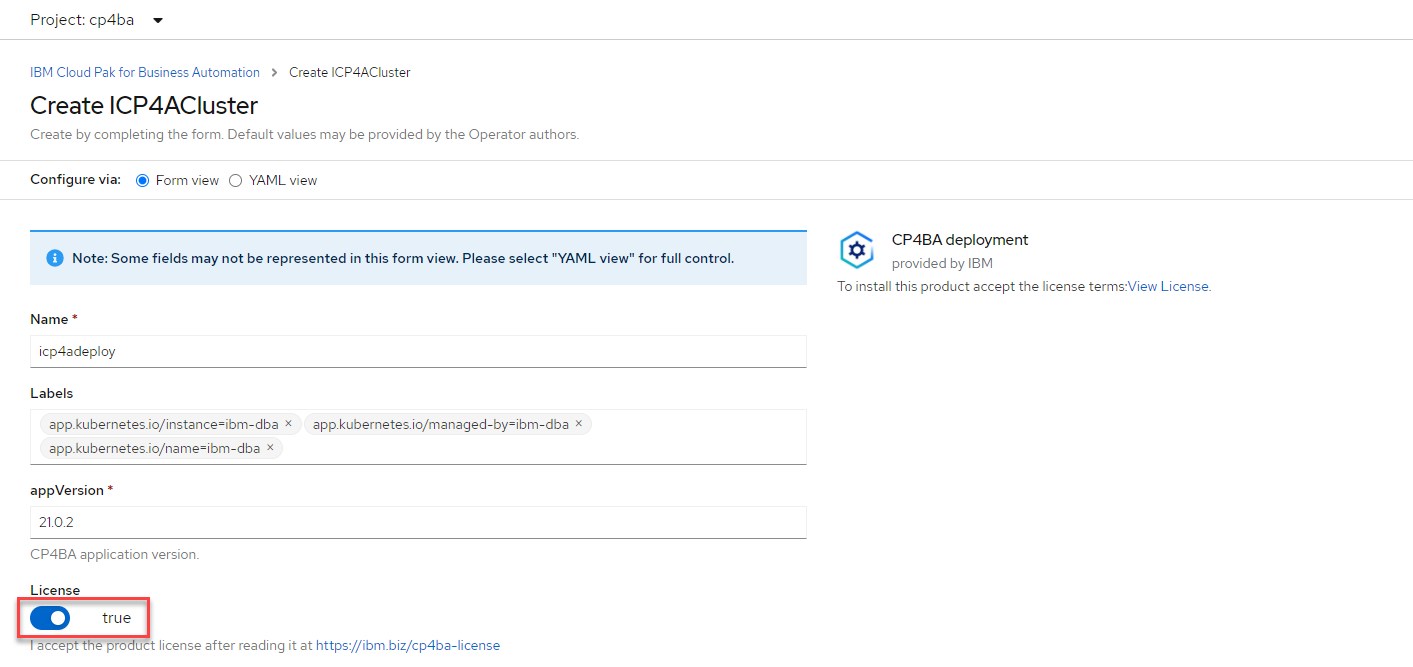 Project: cp4ba
IBM Cloud Pak for Business Automation > Create ICP4ACluster
Create ICP4ACluster
Create by completing the form. Default values may be provided by the Operator authors.
Configure via: Form view YAML view
Note: Some fields may not be represented in this form view. Please select "YAML view" for full control.
CP4BA deployment
provided by IBM
To install this product accept the license terms:View License.
Name *
icp4adeploy
Labels
app.kubernetes.io/instance=ibm-dba × app.kubernetes.io/managed-by=ibm-dba ×
app.kubernetes.io/name=ibm-dba ×
appVersion *
21.0.2
CP4BA application version.
License
true
I accept the product license after reading it at https://ibm.biz/cp4ba-license